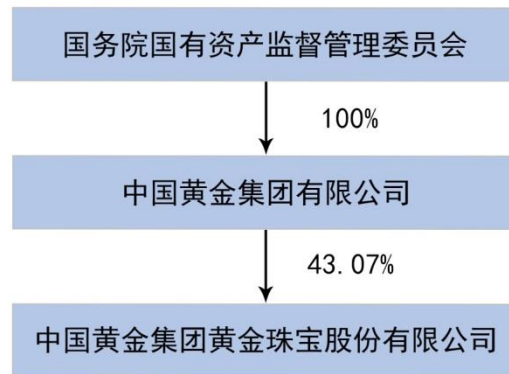 国务院国有资产监督管理委员会
100%
中国黄金集团有限公司
43.07%
中国黄金集团黄金珠宝股份有限公司